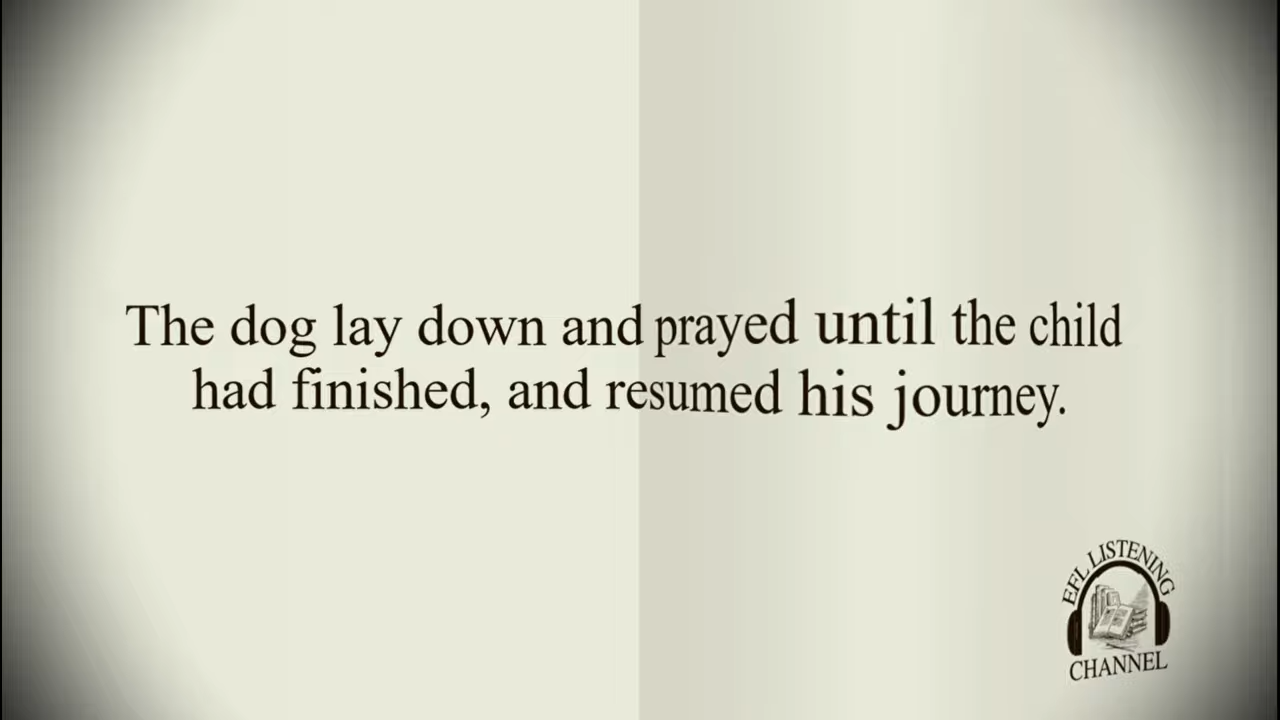 The dog lay down and prayed until the child
had finished, and resumed his journey.
EFL LISTENING
CHANNEL